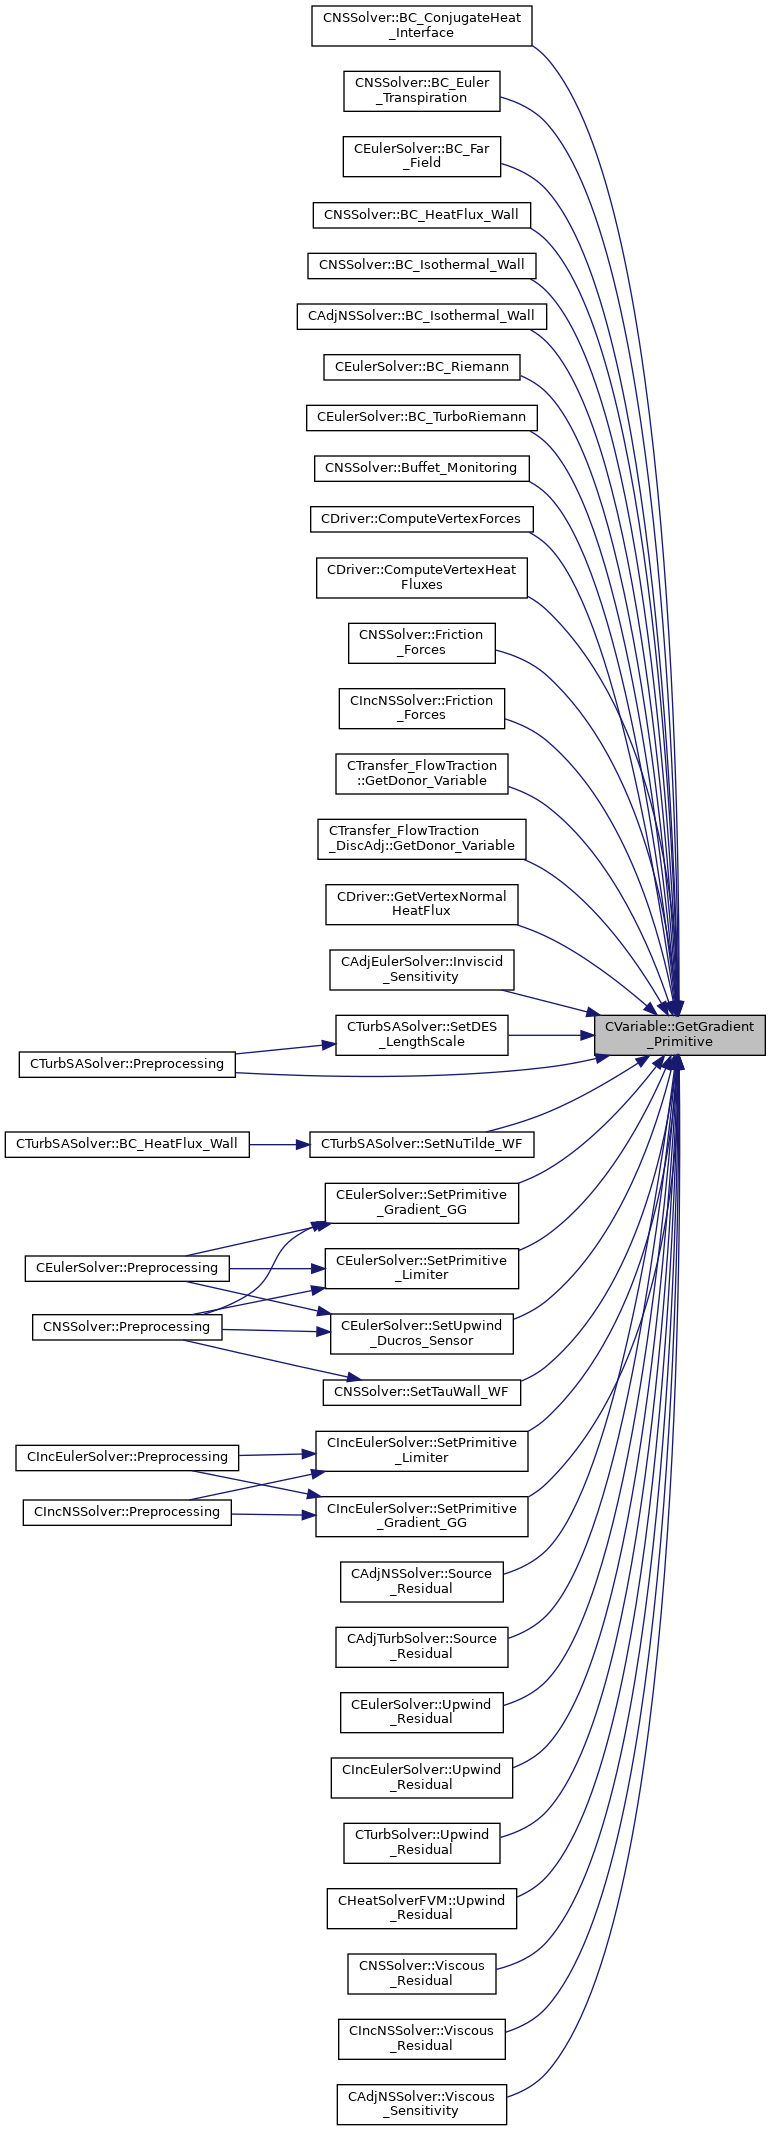 CNSSolver::BC_ConjugateHeat
_Interface
CNSSolver::BC_Euler
_Transpiration
CEulerSolver::BC_Far
_Field
CNSSolver::BC_HeatFlux_Wall
CNSSolver::BC_Isothermal_Wall
CAdjNSSolver::BC_Isothermal_Wall
CEulerSolver::BC_Riemann
CEulerSolver::BC_TurboRiemann
CNSSolver::Buffet_Monitoring
CDriver::ComputeVertexForces
CDriver::ComputeVertexHeat
Fluxes
CNSSolver::Friction
_Forces
CIncNSSolver::Friction
_Forces
CTransfer_FlowTraction
::GetDonor_Variable
CTransfer_FlowTraction
_DiscAdj::GetDonor_Variable
CDriver::GetVertexNormal
HeatFlux
CAdjEulerSolver::Inviscid
_Sensitivity
CTurbSASolver::SetDES
_LengthScale
CVariable::GetGradient
_Primitive
CTurbSASolver::Preprocessing
CTurbSASolver::BC_HeatFlux_Wall
CTurbSASolver::SetNuTilde_WF
CEulerSolver::SetPrimitive
_Gradient_GG
CEulerSolver::Preprocessing
CEulerSolver::SetPrimitive
_Limiter
CNSSolver::Preprocessing
CEulerSolver::SetUpwind
_Ducros_Sensor
CNSSolver::SetTauWall_WF
CIncEulerSolver::SetPrimitive
_Limiter
CIncEulerSolver::Preprocessing
CIncNSSolver::Preprocessing
CIncEulerSolver::SetPrimitive
_Gradient_GG
CAdjNSSolver::Source
_Residual
CAdjTurbSolver::Source
_Residual
CEulerSolver::Upwind
_Residual
CIncEulerSolver::Upwind
_Residual
CTurbSolver::Upwind
_Residual
CHeatSolverFVM::Upwind
_Residual
CNSSolver::Viscous
_Residual
CIncNSSolver::Viscous
_Residual
CAdjNSSolver::Viscous
_Sensitivity